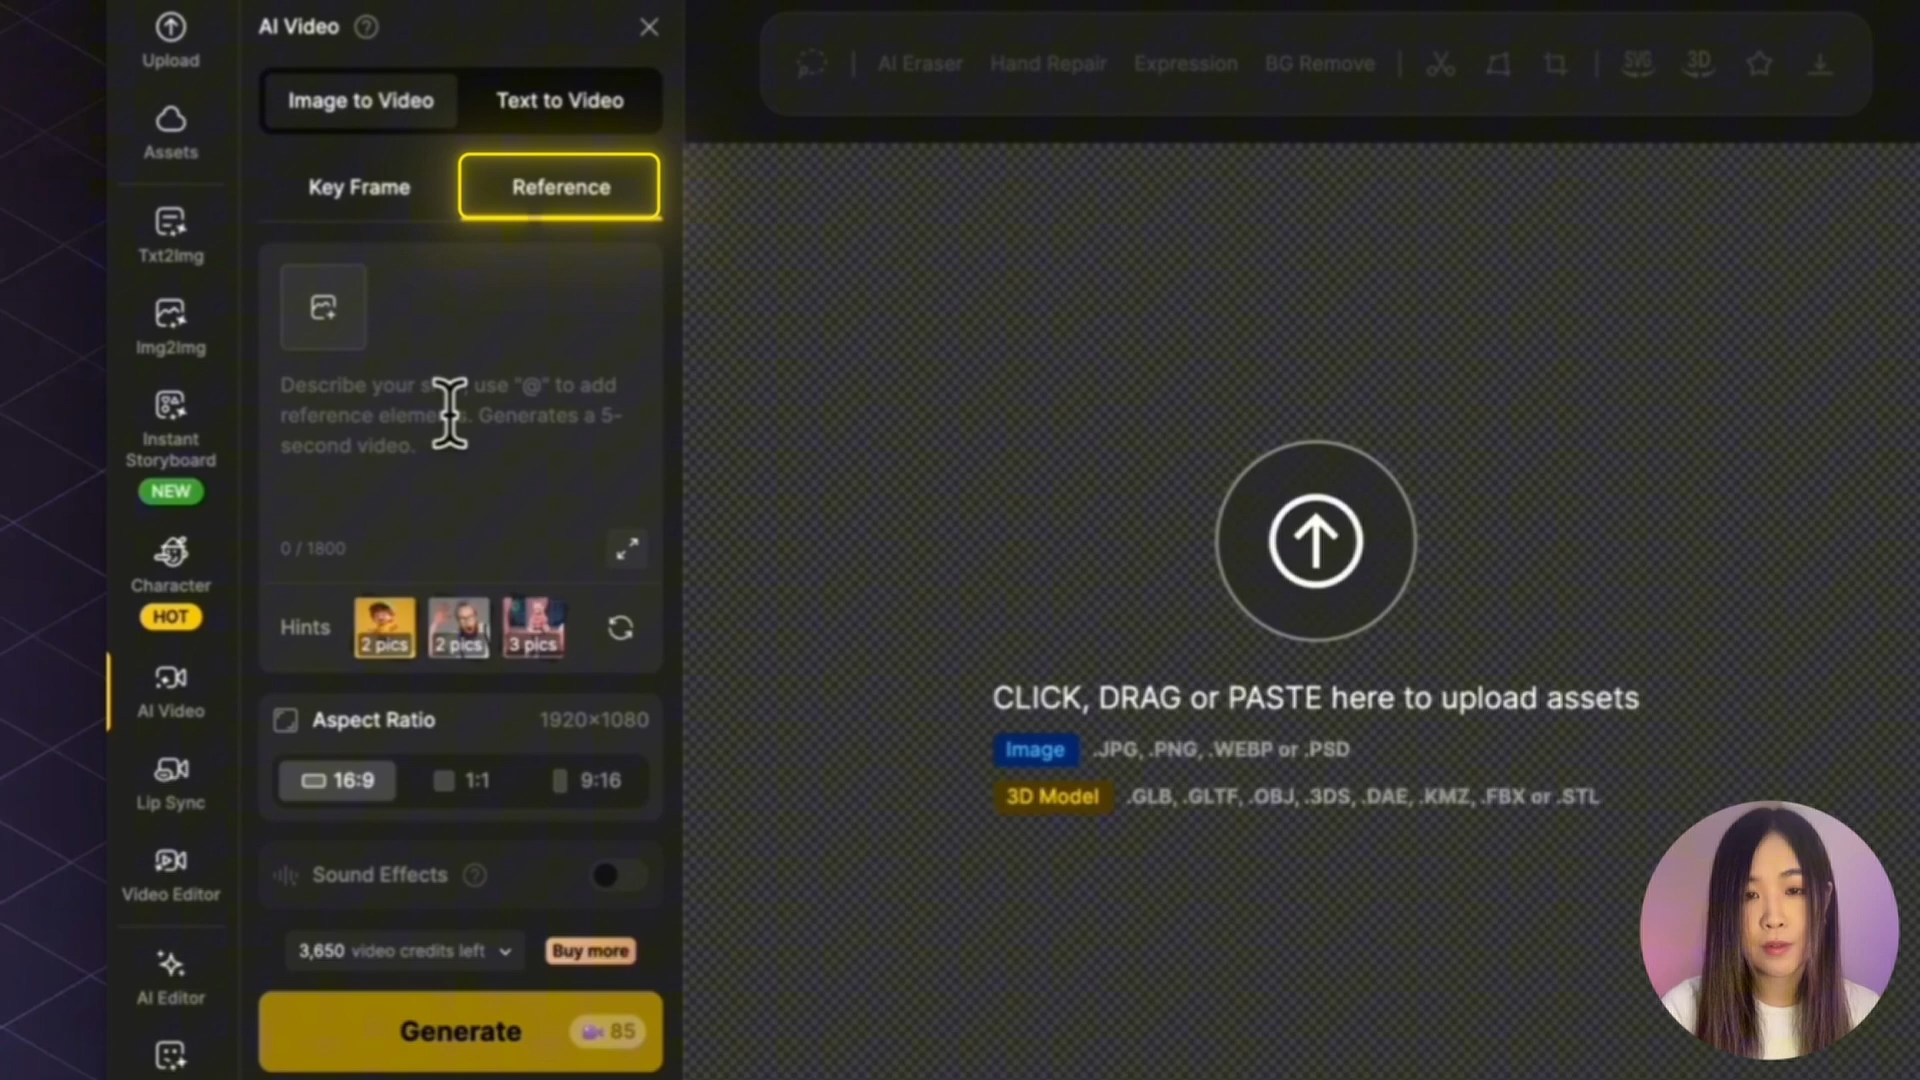 Upload
Assets
Txt2Img
Img2Img
Instant
Storyboard
NEW
Character
HOT
AI Video
Lip Sync
Video Editor
AI Editor
AI Video
Image to Video
Text to Video
Key Frame
Reference
Describe your s , use "@" to add
reference elemen s. Generates a 5-
second video.
0 / 1800
Hints
2 pics
2 pics
3 pics
Aspect Ratio
1920×1080
16:9
1:1
9:16
Sound Effects
3,650 video credits left
Buy more
Generate
85
AI Eraser
Hand Repair
Expression
BG Remove
SVG
3D
CLICK, DRAG or PASTE here to upload assets
Image .JPG, .PNG, .WEBP or .PSD
3D Model .GLB, .GLTF, .OBJ, .3DS, .DAE, .KMZ, .FBX or .STL